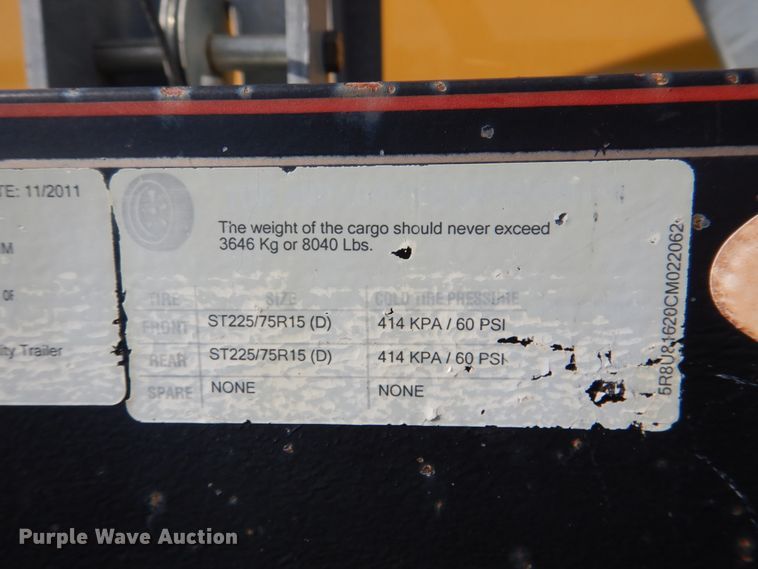 TE: 11/2011
M
OF
ity Trailer
The weight of the cargo should never exceed
3646 Kg or 8040 Lbs.
TIRE SIZE COLD TIRE PRESSURE
FRONT ST225/75R15 (D) 414 KPA / 60 PSI
REAR ST225/75R15 (D) 414 KPA / 60 PSI
SPARE NONE NONE
5R8U81620CM022062
Purple Wave Auction